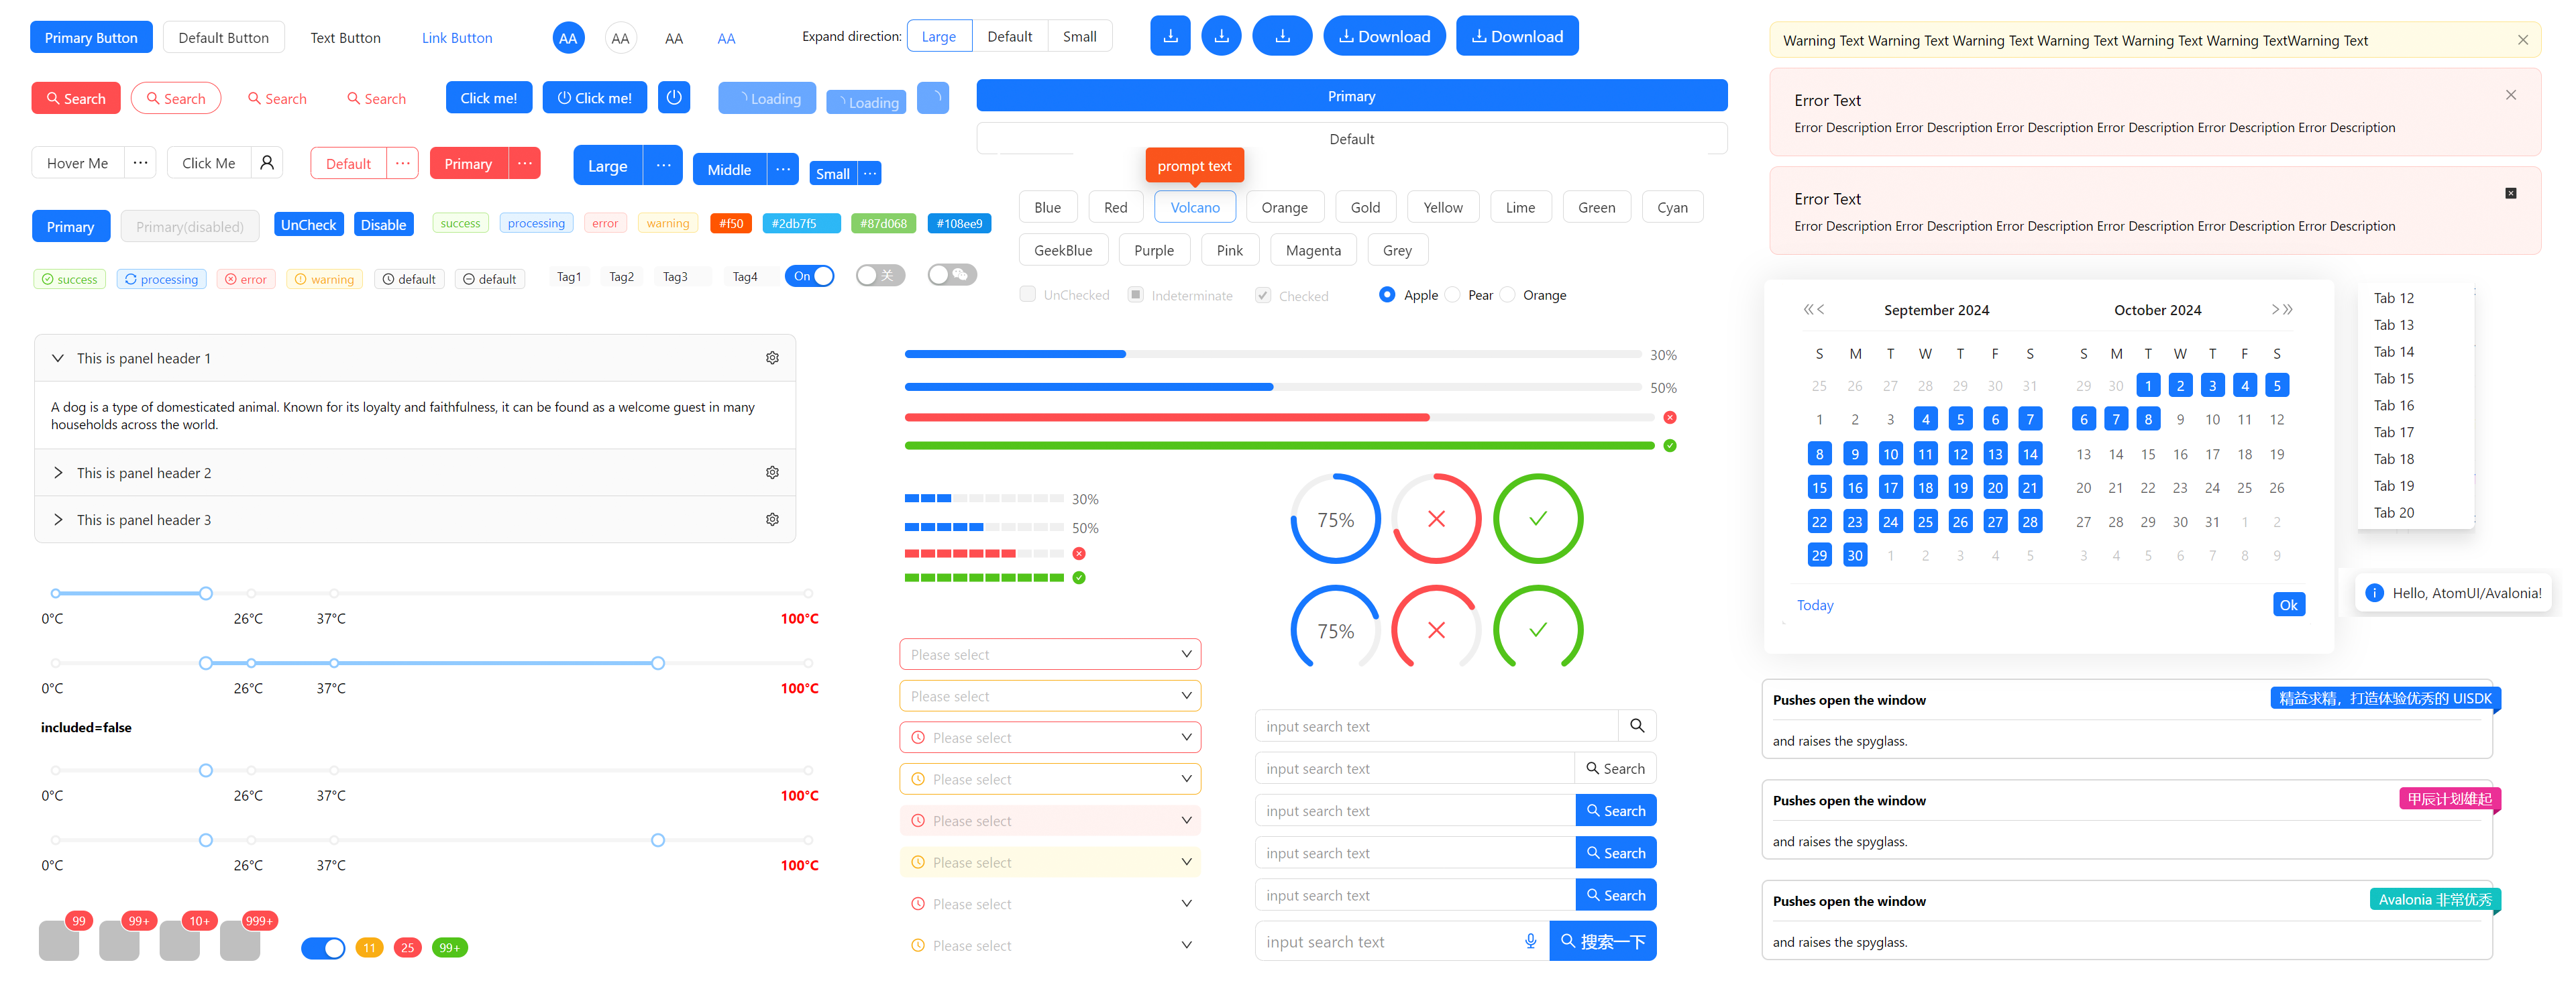 Primary Button
Default Button
Text Button
Link Button
AA
AA
AA
AA
Expand direction:
Large
Default
Small
Download
Download
Search
Search
Search
Search
Click me!
Click me!
Loading
Loading
Primary
Default
Hover Me
Click Me
Default
Primary
Large
Middle
Small
prompt text
Primary
Primary(disabled)
UnCheck
Disable
success
processing
error
warning
#f50
#2db7f5
#87d068
#108ee9
Blue
Red
Volcano
Orange
Gold
Yellow
Lime
Green
Cyan
GeekBlue
Purple
Pink
Magenta
Grey
success
processing
error
warning
default
default
Tag1
Tag2
Tag3
Tag4
On
关
UnChecked
Indeterminate
Checked
Apple
Pear
Orange
This is panel header 1
A dog is a type of domesticated animal. Known for its loyalty and faithfulness, it can be found as a welcome guest in many
households across the world.
This is panel header 2
This is panel header 3
0°C
26°C
37°C
100°C
0°C
26°C
37°C
100°C
included=false
0°C
26°C
37°C
100°C
0°C
26°C
37°C
100°C
99
99+
10+
999+
11
25
99+
30%
50%
30%
50%
75%
75%
Please select
Please select
Please select
Please select
Please select
Please select
Please select
Please select
input search text
input search text
Search
input search text
Search
input search text
Search
input search text
Search
input search text
搜索一下
Warning Text Warning Text Warning Text Warning Text Warning Text Warning TextWarning Text
Error Text
Error Description Error Description Error Description Error Description Error Description Error Description
Error Text
Error Description Error Description Error Description Error Description Error Description Error Description
September 2024
S M T W T F S
25 26 27 28 29 30 31
1 2 3 4 5 6 7
8 9 10 11 12 13 14
15 16 17 18 19 20 21
22 23 24 25 26 27 28
29 30 1 2 3 4 5
October 2024
S M T W T F S
29 30 1 2 3 4 5
6 7 8 9 10 11 12
13 14 15 16 17 18 19
20 21 22 23 24 25 26
27 28 29 30 31 1 2
3 4 5 6 7 8 9
Today
Ok
Tab 12
Tab 13
Tab 14
Tab 15
Tab 16
Tab 17
Tab 18
Tab 19
Tab 20
Hello, AtomUI/Avalonia!
Pushes open the window
精益求精，打造体验优秀的 UISDK
and raises the spyglass.
Pushes open the window
甲辰计划雄起
and raises the spyglass.
Pushes open the window
Avalonia 非常优秀
and raises the spyglass.